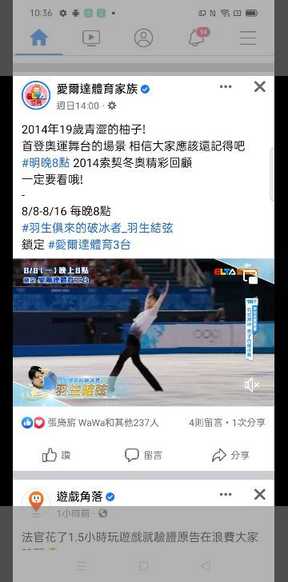 10:36
14
愛爾達體育家族
週日14:00
2014年19歲青澀的柚子!
首登奧運舞台的場景 相信大家應該還記得吧
#明晚8點 2014索契冬奧精彩回顧
一定要看哦!
-
8/8-8/16 每晚8點
#羽生俱來的破冰者_羽生結弦
鎖定 #愛爾達體育3台
8/8(一)晚上8點
羽生結弦
WaWa和其他237人
4則留言・1次分享
讚
留言
分享
遊戲角落
1小時前
法官花了1.5小時玩遊戲就驗證原告在浪費大家